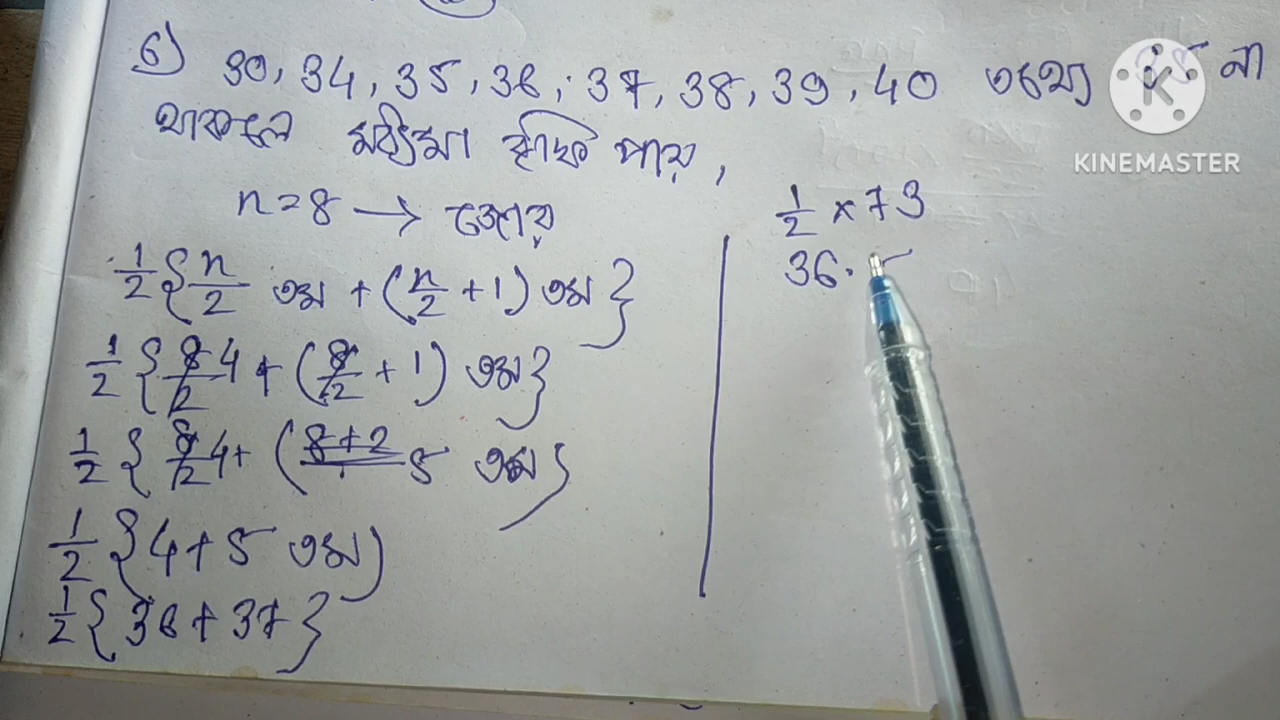 6) 30, 34, 35, 36, 37, 38, 39, 40 তথ্যে 35 না
থাকলে মধ্যমা বৃদ্ধি পায়,
n=8 → জোড়
1/2 {n/2 তম + (n/2 + 1) তম}
1/2 {8/2 4 + (8/2 + 1) তম}
1/2 {8/2 4+ (8+2/ 5 তম}
1/2 {4+5 তম)
1/2 {36+37}
1/2 × 73
36.5
KINEMASTER